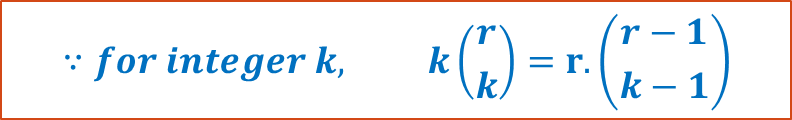 ∵ for integer k, k(r k) = r.(r − 1 k − 1)